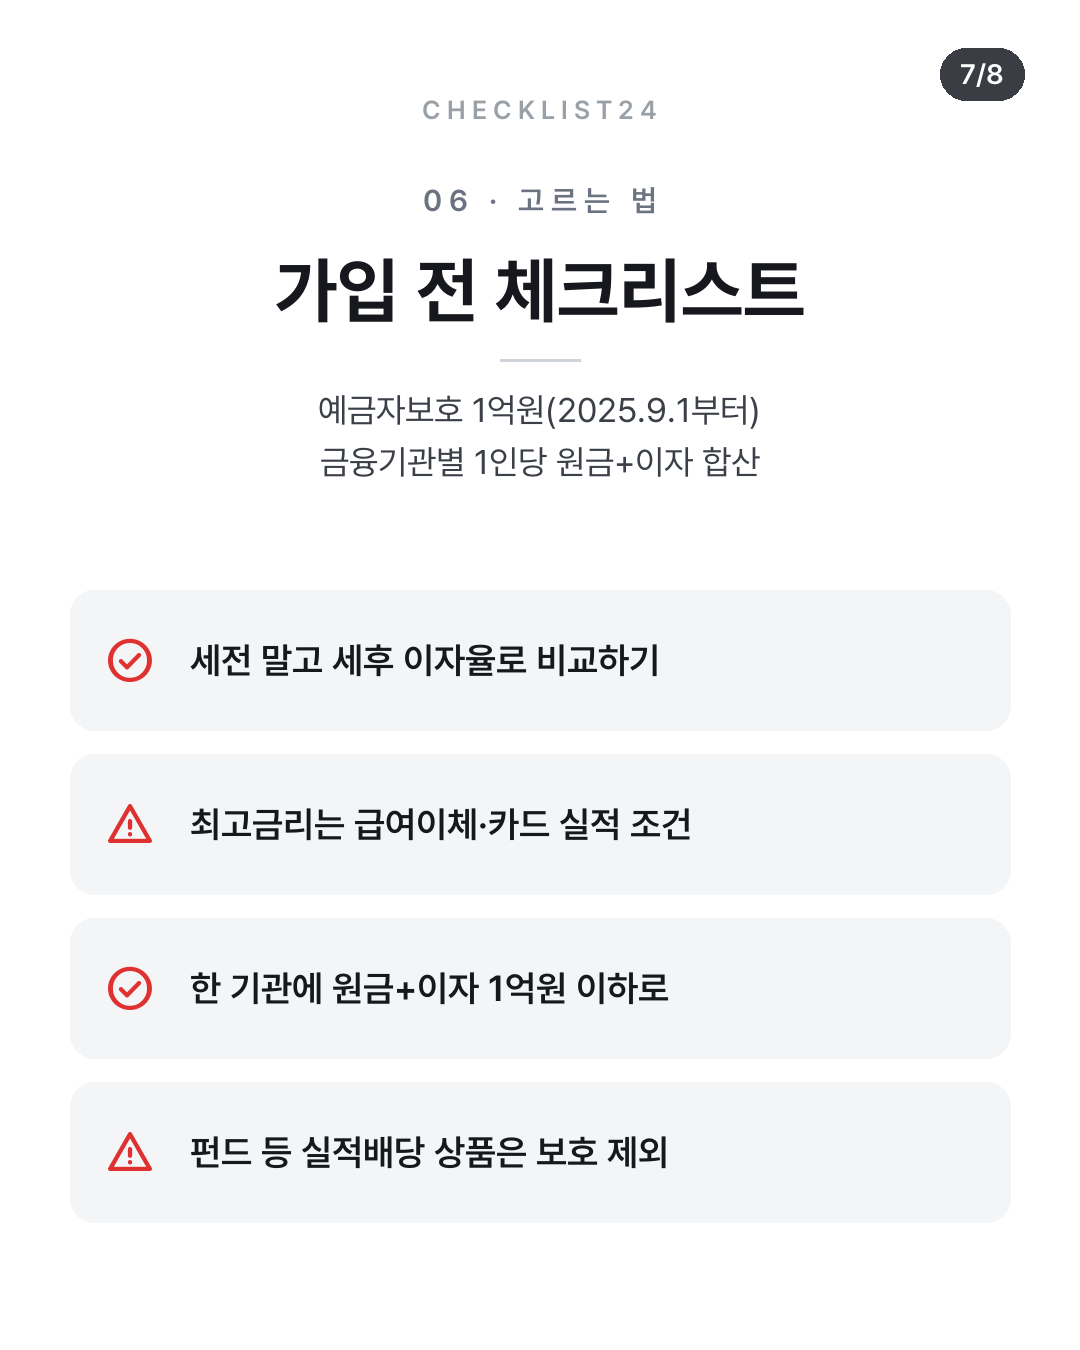 7/8
CHECKLIST24
06 · 고르는 법
가입 전 체크리스트
예금자보호 1억원(2025.9.1부터)
금융기관별 1인당 원금+이자 합산
세전 말고 세후 이자율로 비교하기
최고금리는 급여이체·카드 실적 조건
한 기관에 원금+이자 1억원 이하로
펀드 등 실적배당 상품은 보호 제외